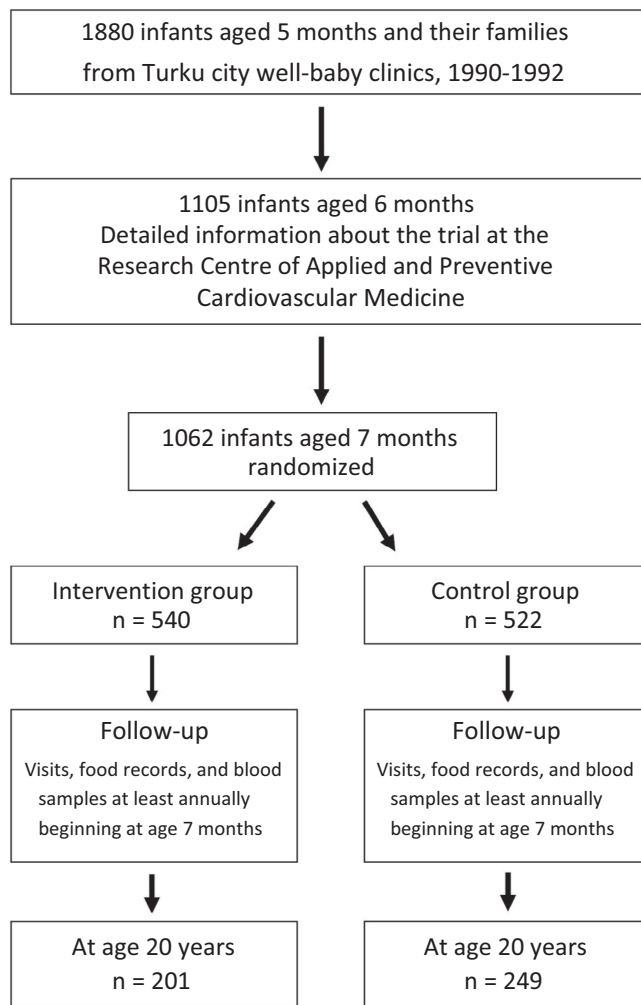 1880 infants aged 5 months and their families
from Turku city well-baby clinics, 1990-1992
1105 infants aged 6 months
Detailed information about the trial at the
Research Centre of Applied and Preventive
Cardiovascular Medicine
1062 infants aged 7 months
randomized
Intervention group
n = 540
Control group
n = 522
Follow-up
Visits, food records, and blood
samples at least annually
beginning at age 7 months
Follow-up
Visits, food records, and blood
samples at least annually
beginning at age 7 months
At age 20 years
n = 201
At age 20 years
n = 249